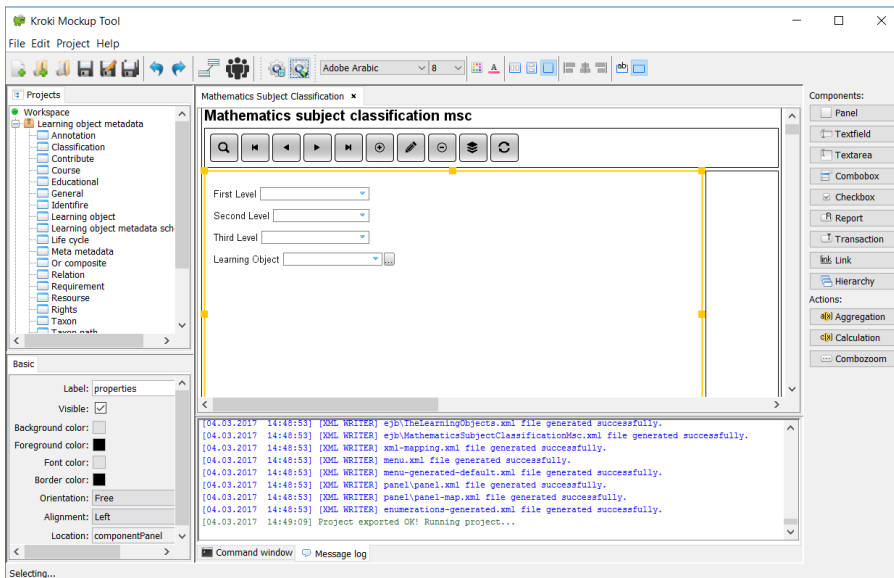 Kroki Mockup Tool
File Edit Project Help
Adobe Arabic 8
Projects
Workspace
Learning object metadata
Annotation
Classification
Contribute
Course
Educational
General
Identifire
Learning object
Learning object metadata sch
Life cycle
Meta metadata
Or composite
Relation
Requirement
Resourse
Rights
Taxon
Taxon path
Basic
Label: properties
Visible:
Background color:
Foreground color:
Font color:
Border color:
Orientation: Free
Alignment: Left
Location: componentPanel
Mathematics Subject Classification
Mathematics subject classification msc
First Level
Second Level
Third Level
Learning Object
...
[04.03.2017 14:48:53] [XML WRITER] ejb\TheLearningObjects.xml file generated successfully.
[04.03.2017 14:48:53] [XML WRITER] ejb\MathematicsSubjectClassificationMsc.xml file generated successfully.
[04.03.2017 14:48:53] [XML WRITER] xml-mapping.xml file generated successfully.
[04.03.2017 14:48:53] [XML WRITER] menu.xml file generated successfully.
[04.03.2017 14:48:53] [XML WRITER] menu-generated-default.xml file generated successfully.
[04.03.2017 14:48:53] [XML WRITER] panel\panel.xml file generated successfully.
[04.03.2017 14:48:53] [XML WRITER] panel\panel-map.xml file generated successfully.
[04.03.2017 14:48:53] [XML WRITER] enumerations-generated.xml file generated successfully.
[04.03.2017 14:49:09] Project exported OK! Running project...
Command window Message log
Components:
Panel
Textfield
Textarea
Combobox
Checkbox
Report
Transaction
link Link
Hierarchy
Actions:
a[x] Aggregation
c[x] Calculation
Combozoom
Selecting...